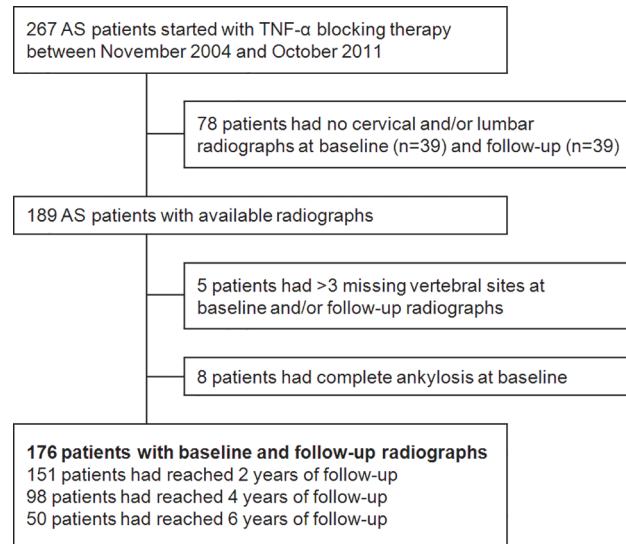 267 AS patients started with TNF-α blocking therapy
between November 2004 and October 2011
78 patients had no cervical and/or lumbar
radiographs at baseline (n=39) and follow-up (n=39)
189 AS patients with available radiographs
5 patients had >3 missing vertebral sites at
baseline and/or follow-up radiographs
8 patients had complete ankylosis at baseline
176 patients with baseline and follow-up radiographs
151 patients had reached 2 years of follow-up
98 patients had reached 4 years of follow-up
50 patients had reached 6 years of follow-up